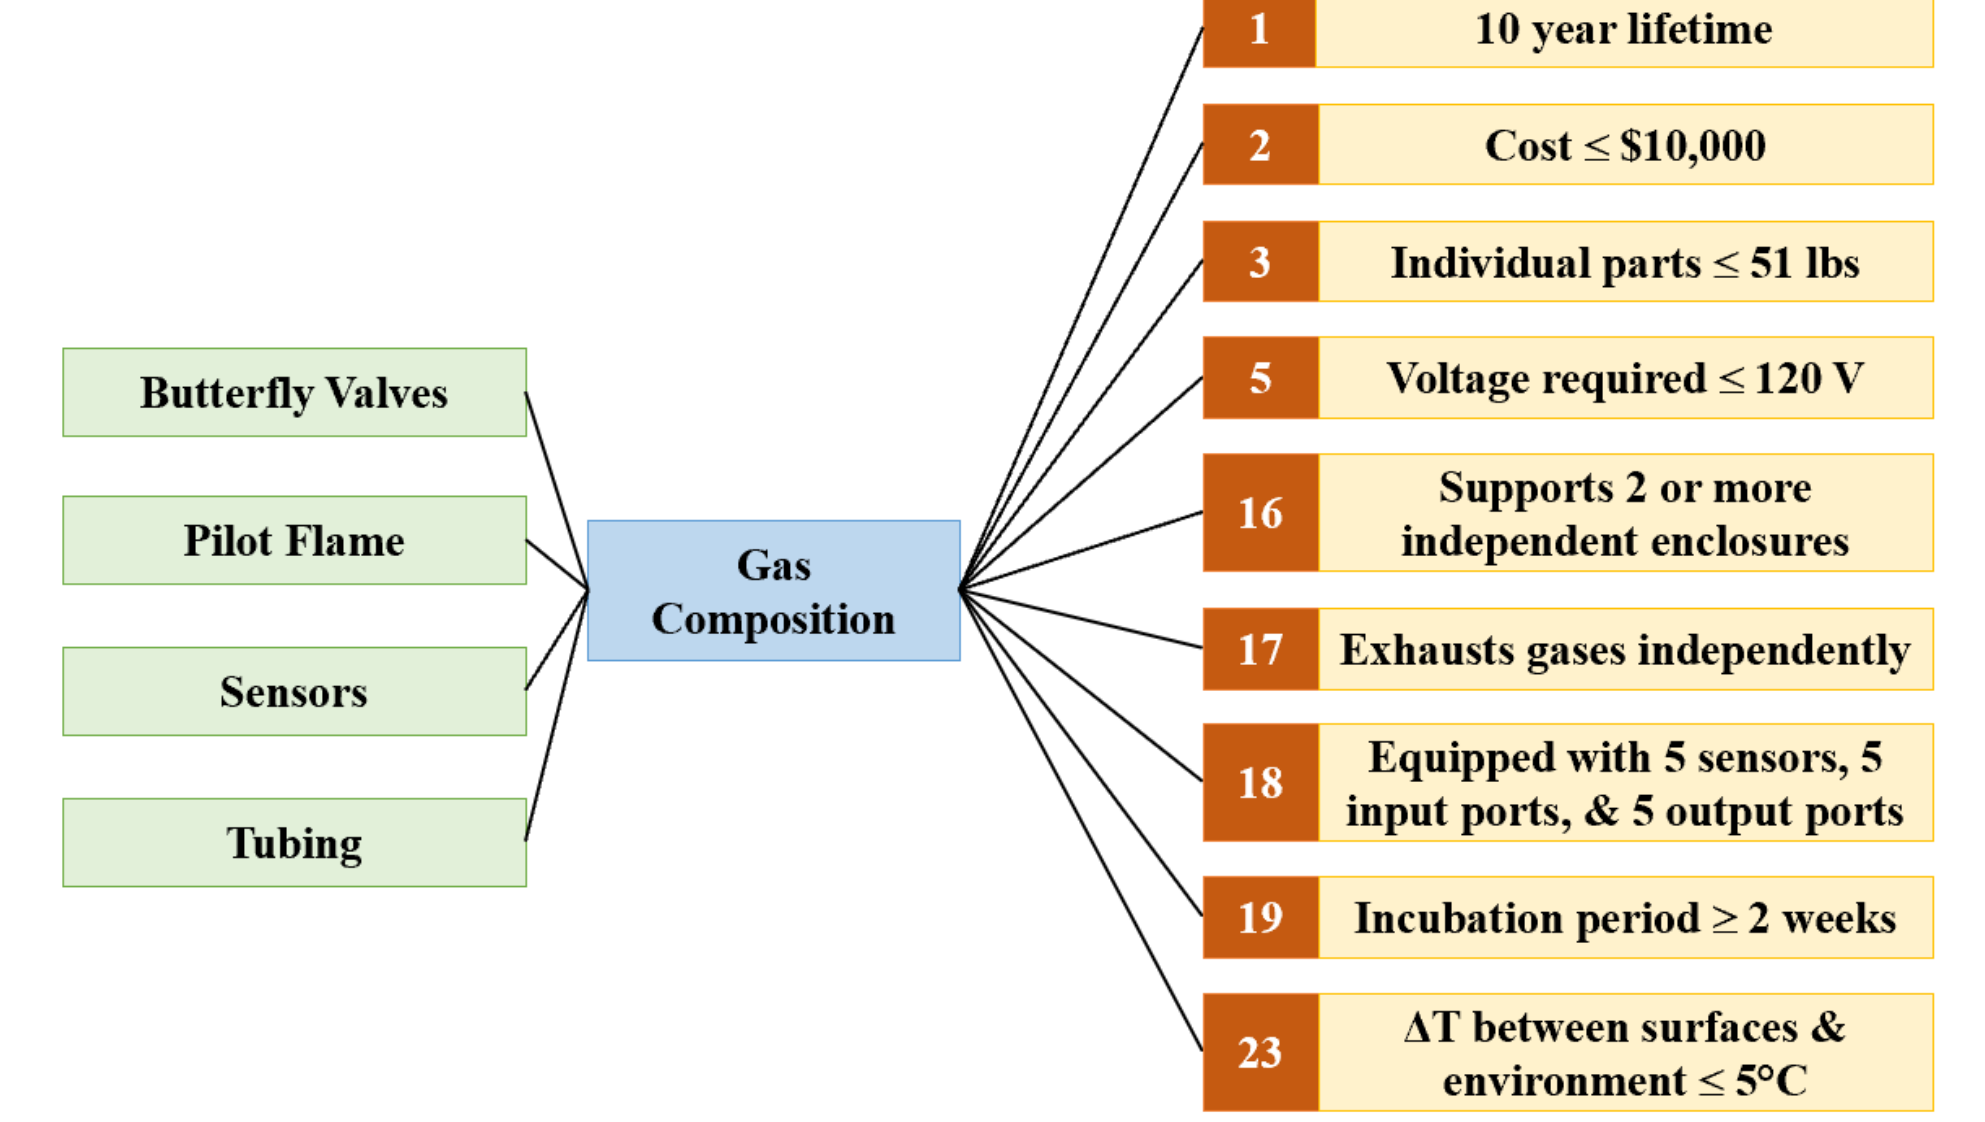 Butterfly Valves
Pilot Flame
Sensors
Tubing
Gas
Composition
1 10 year lifetime
2 Cost ≤ $10,000
3 Individual parts ≤ 51 lbs
5 Voltage required ≤ 120 V
16 Supports 2 or more
independent enclosures
17 Exhausts gases independently
18 Equipped with 5 sensors, 5
input ports, & 5 output ports
19 Incubation period ≥ 2 weeks
23 ΔT between surfaces &
environment ≤ 5°C